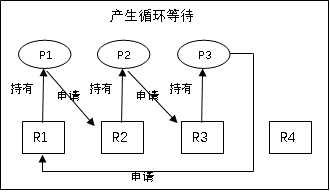 产生循环等待
P1 P2 P3
持有 申请 持有 申请 持有
R1 R2 R3 R4
申请